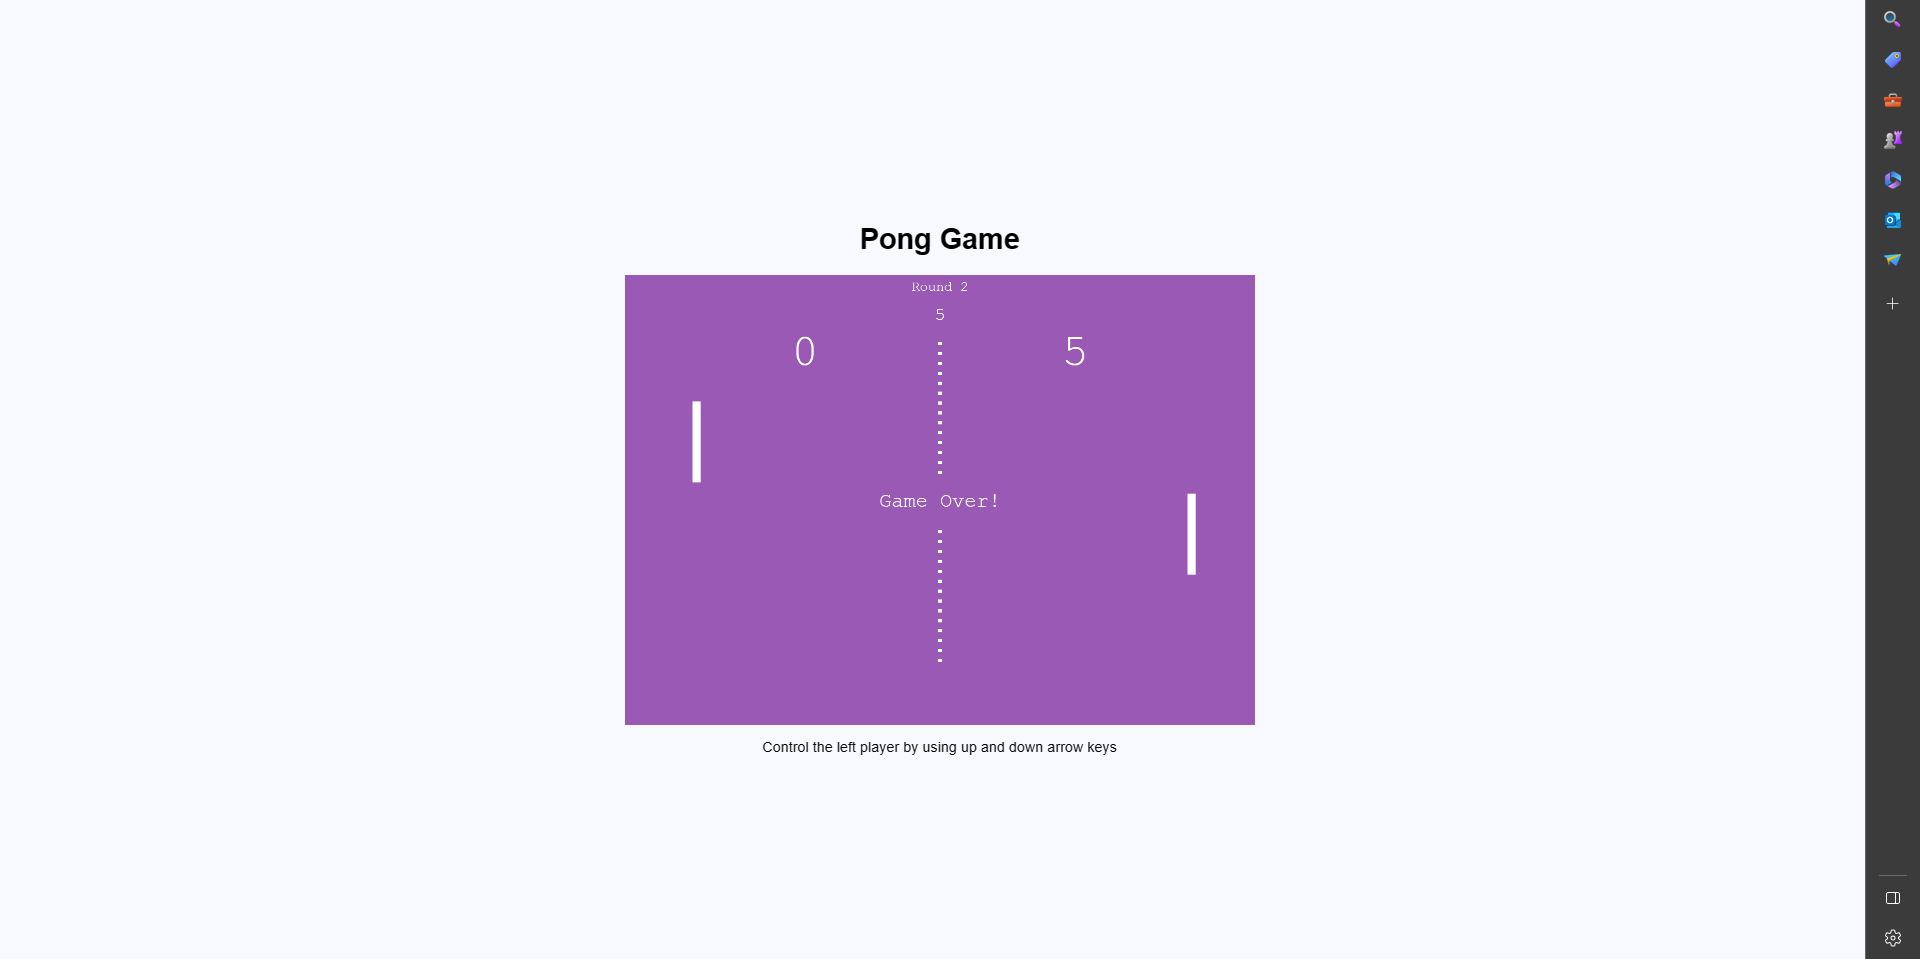 Pong Game
Round 2
5
0 5
Game Over!
Control the left player by using up and down arrow keys